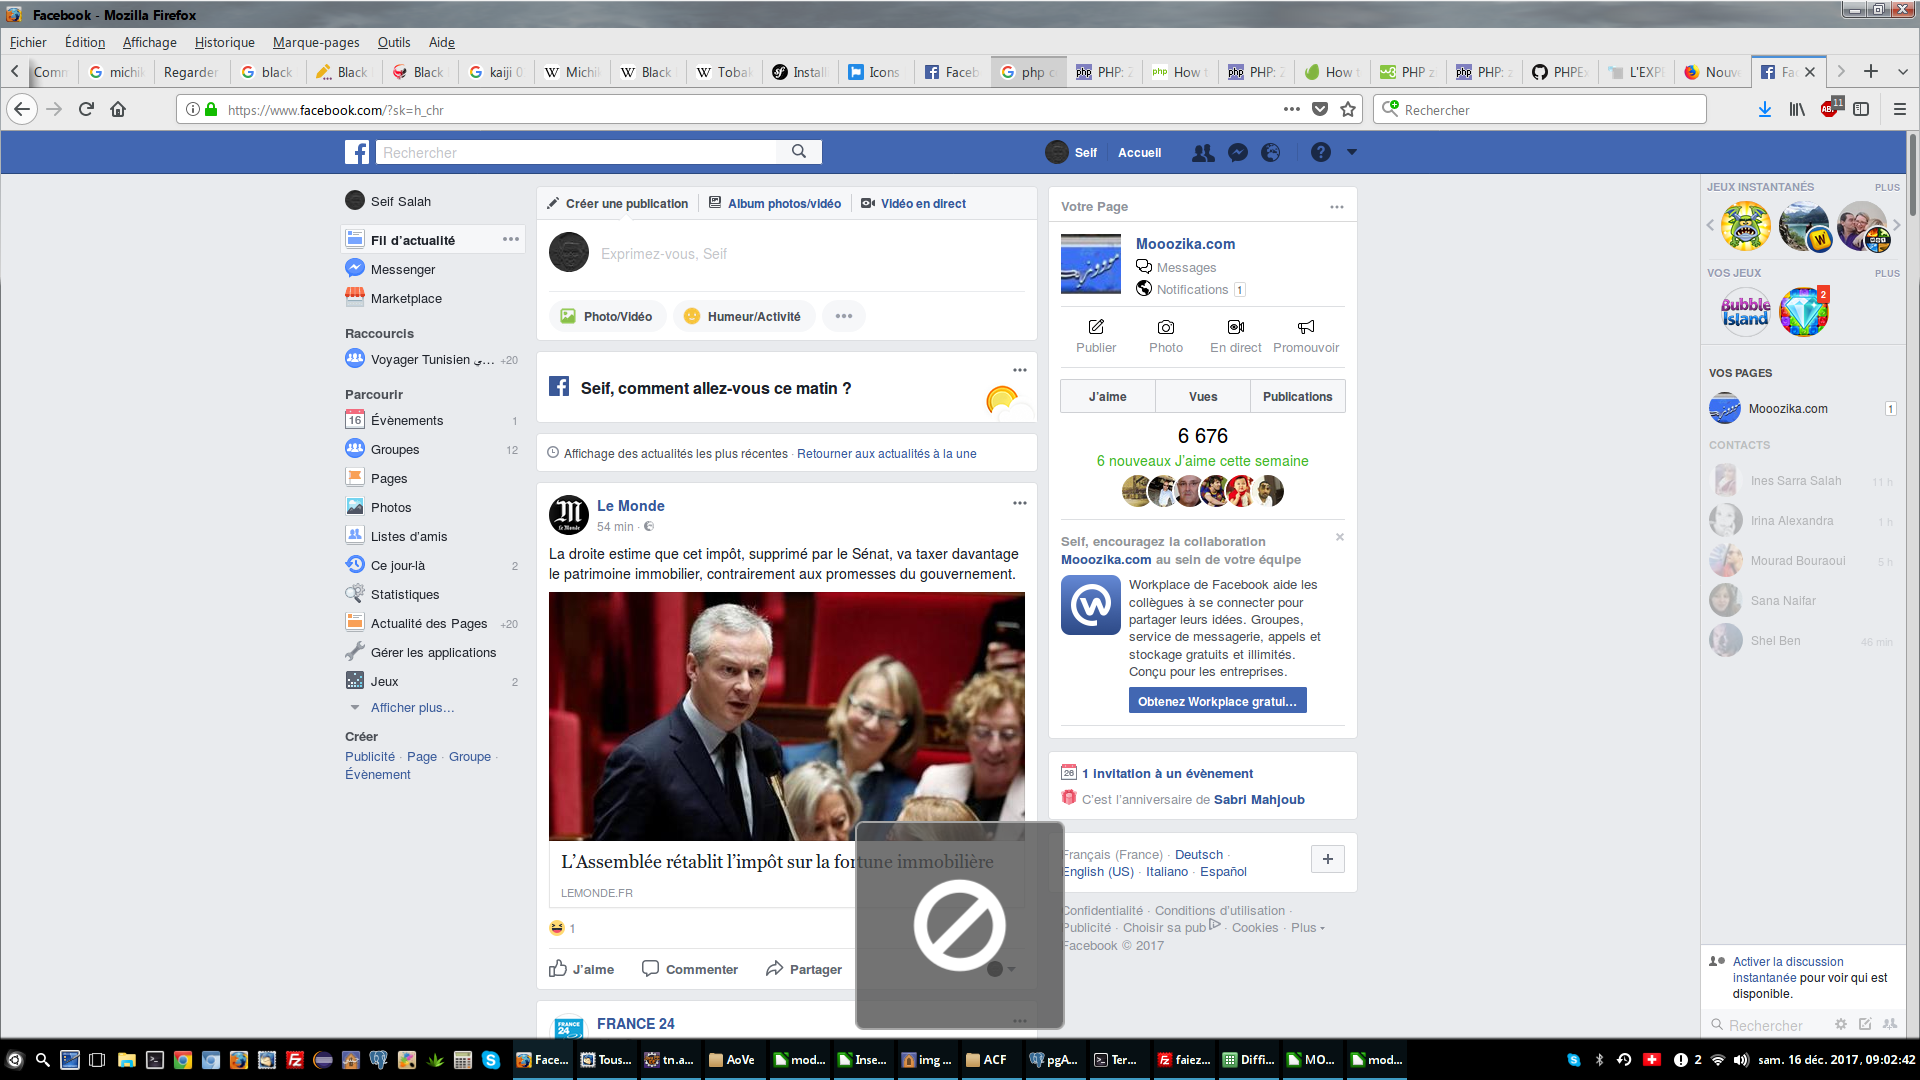 Facebook - Mozilla Firefox
Fichier Édition Affichage Historique Marque-pages Outils Aide
Comm michik Regarder black Black Black kaiji 0 Michi Black Tobak Install Icons Faceb php c PHP: Z How t PHP: Z How t PHP z PHP: z PHPEx L'EXPE Nouve Fac
https://www.facebook.com/?sk=h_chr
Rechercher
11
Rechercher
Seif Accueil
Seif Salah
Fil d'actualité
Messenger
Marketplace
Raccourcis
Voyager Tunisien +20
Parcourir
16 Évènements 1
Groupes 12
Pages
Photos
Listes d'amis
Ce jour-là 2
Statistiques
Actualité des Pages +20
Gérer les applications
Jeux 2
Afficher plus...
Créer
Publicité · Page · Groupe ·
Évènement
Créer une publication Album photos/vidéo Vidéo en direct
Exprimez-vous, Seif
Photo/Vidéo Humeur/Activité
Seif, comment allez-vous ce matin ?
Affichage des actualités les plus récentes · Retourner aux actualités à la une
Le Monde
54 min ·
La droite estime que cet impôt, supprimé par le Sénat, va taxer davantage
le patrimoine immobilier, contrairement aux promesses du gouvernement.
L'Assemblée rétablit l'impôt sur la fortune immobilière
LEMONDE.FR
1
J'aime Commenter Partager
FRANCE 24
FRANCE 24
Votre Page
Mooozika.com
Messages
Notifications 1
Publier Photo En direct Promouvoir
J'aime Vues Publications
6 676
6 nouveaux J'aime cette semaine
Seif, encouragez la collaboration
Mooozika.com au sein de votre équipe
Workplace de Facebook aide les
collègues à se connecter pour
partager leurs idées. Groupes,
service de messagerie, appels et
stockage gratuits et illimités.
Conçu pour les entreprises.
Obtenez Workplace gratui...
26 1 invitation à un évènement
C'est l'anniversaire de Sabri Mahjoub
Français (France) · Deutsch ·
English (US) · Italiano · Español
Confidentialité · Conditions d'utilisation ·
Publicité · Choisir sa pub · Cookies · Plus
Facebook © 2017
JEUX INSTANTANÉS PLUS
VOS JEUX PLUS
Bubble Island
2
VOS PAGES
Mooozika.com 1
CONTACTS
Ines Sarra Salah 11 h
Irina Alexandra 1 h
Mourad Bouraoui 5 h
Sana Naifar
Shel Ben 46 min
Activer la discussion
instantanée pour voir qui est
disponible.
Rechercher
Face... Tous... tn.a... AoVe mod... Inse... img ... ACF pgA... Ter... faiez... Diffi... MO... mod... 2 sam. 16 déc. 2017, 09:02:42